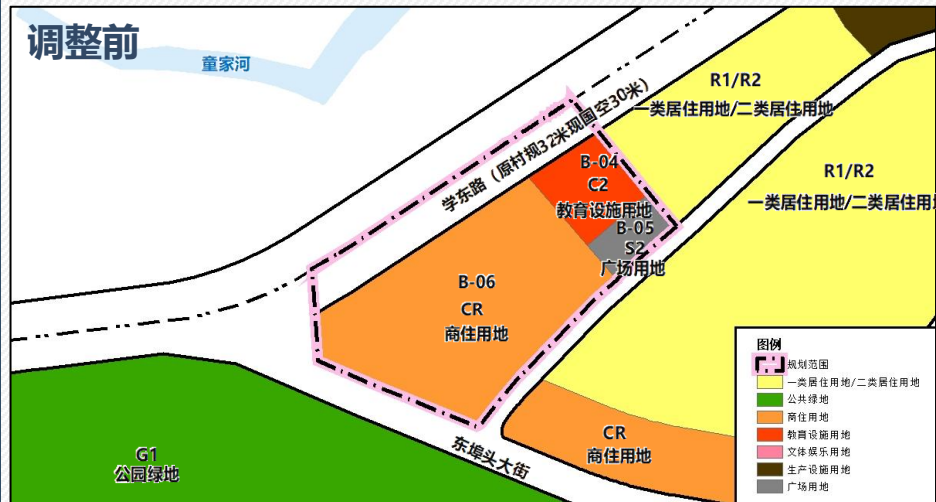 调整前
童家河
学东路（原村规32米现国空30米）
R1/R2
一类居住用地/二类居住用地
R1/R2
一类居住用地/二类居住用地
B-04
C2
教育设施用地
B-05
S2
广场用地
B-06
CR
商住用地
CR
商住用地
东埠头大街
G1
公园绿地
图例
规划范围
一类居住用地/二类居住用地
公共绿地
商住用地
教育设施用地
文体娱乐用地
生产设施用地
广场用地